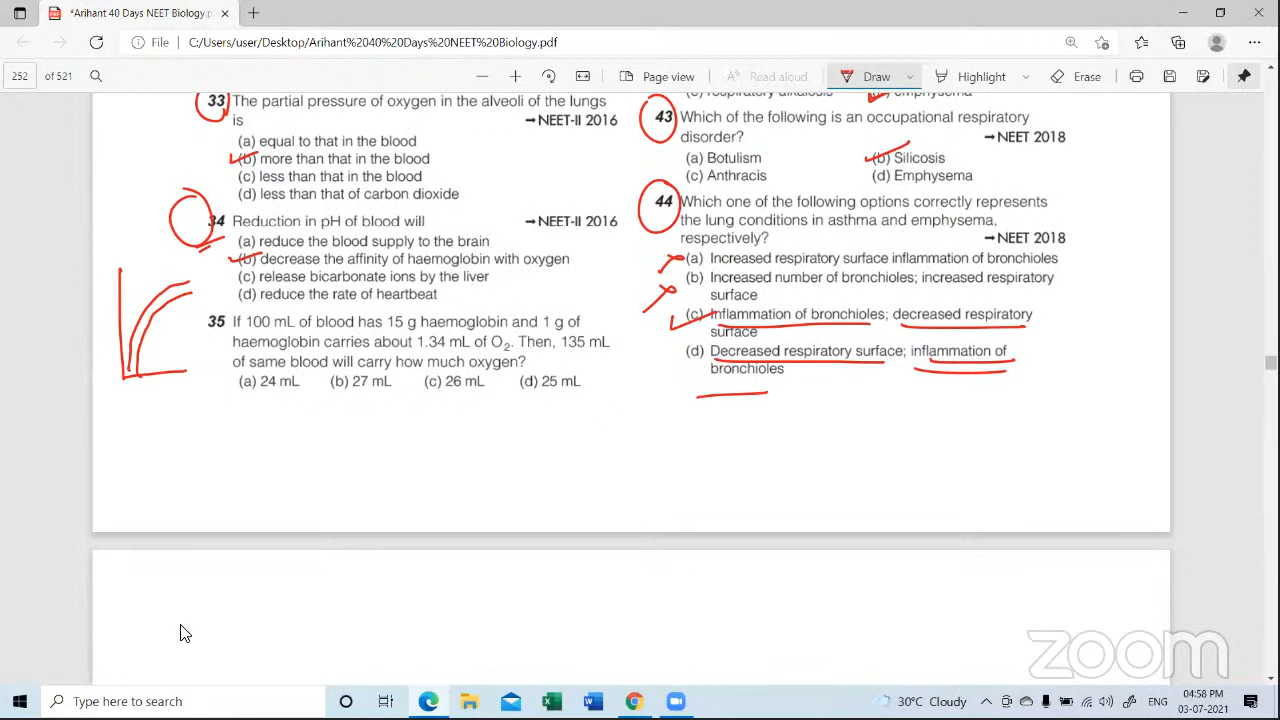 *Arihant 40 Days NEET Biology.p
File
C:/Users/user/Desktop/Arihant%2040%20Days%20NEET%20Biology.pdf
252 of 521
Page view
Read aloud
Draw
Highlight
Erase
33 The partial pressure of oxygen in the alveoli of the lungs
is → NEET-II 2016
(a) equal to that in the blood
(b) more than that in the blood
(c) less than that in the blood
(d) less than that of carbon dioxide
34 Reduction in pH of blood will → NEET-II 2016
(a) reduce the blood supply to the brain
(b) decrease the affinity of haemoglobin with oxygen
(c) release bicarbonate ions by the liver
(d) reduce the rate of heartbeat
35 If 100 mL of blood has 15 g haemoglobin and 1 g of
haemoglobin carries about 1.34 mL of O2. Then, 135 mL
of same blood will carry how much oxygen?
(a) 24 mL (b) 27 mL (c) 26 mL (d) 25 mL
(c) respiratory alkalosis emphysema
43 Which of the following is an occupational respiratory
disorder? → NEET 2018
(a) Botulism (b) Silicosis
(c) Anthracis (d) Emphysema
44 Which one of the following options correctly represents
the lung conditions in asthma and emphysema,
respectively? → NEET 2018
(a) Increased respiratory surface inflammation of bronchioles
(b) Increased number of bronchioles; increased respiratory
surface
(c) Inflammation of bronchioles; decreased respiratory
surface
(d) Decreased respiratory surface; inflammation of
bronchioles
zoom
Type here to search
30°C Cloudy
ENG
04:58 PM
03-07-2021